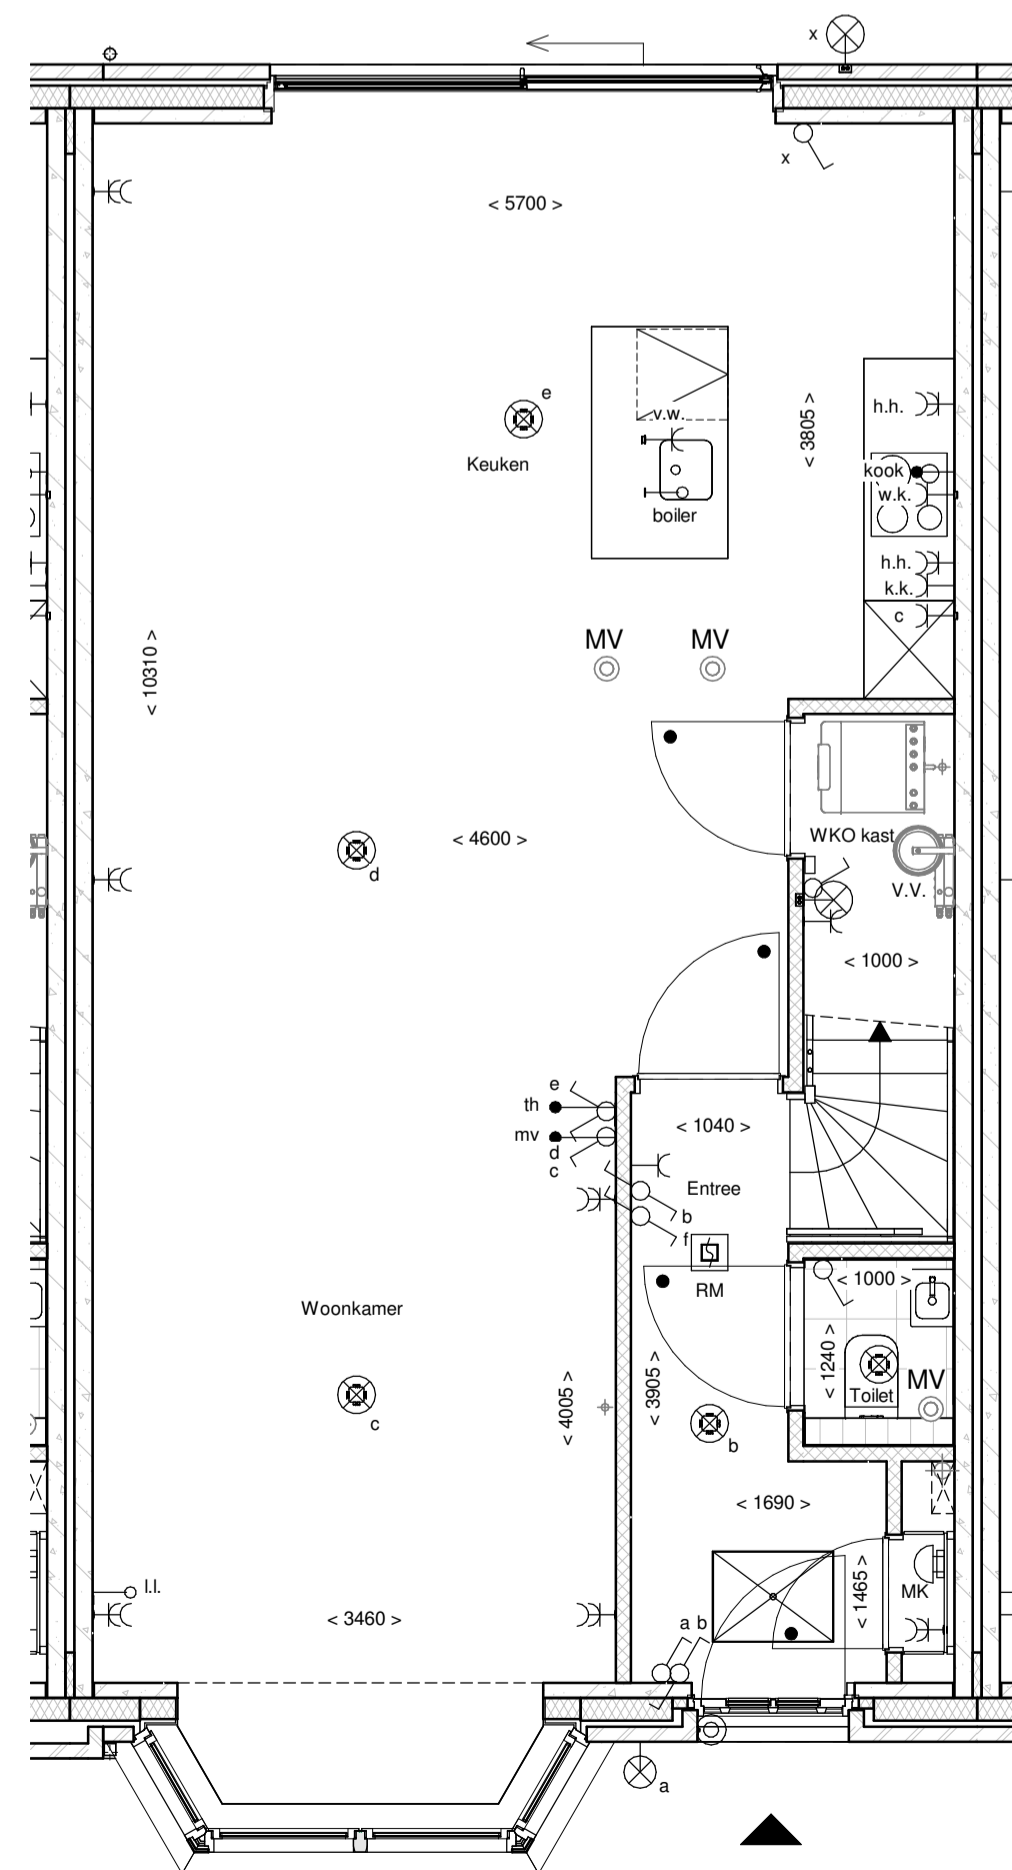 x
x
< 5700 >
e
v.w.
< 3805 >
h.h.
Keuken
kook
w.k.
boiler
h.h.
k.k.
c
MV
MV
< 10310 >
WKO kast
< 4600 >
d
V.V.
< 1000 >
e
th
mv
d
c
< 1040 >
Entree
b
f
RM
< 1000 >
Woonkamer
< 1240 >
< 3905 >
< 4005 >
Toilet
MV
c
b
< 1690 >
l.l.
< 1465 >
MK
< 3460 >
a b
a